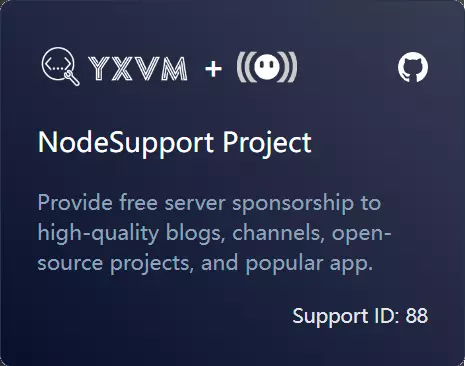 YXVM + 
NodeSupport Project
Provide free server sponsorship to
high-quality blogs, channels, open-
source projects, and popular app.
Support ID: 88